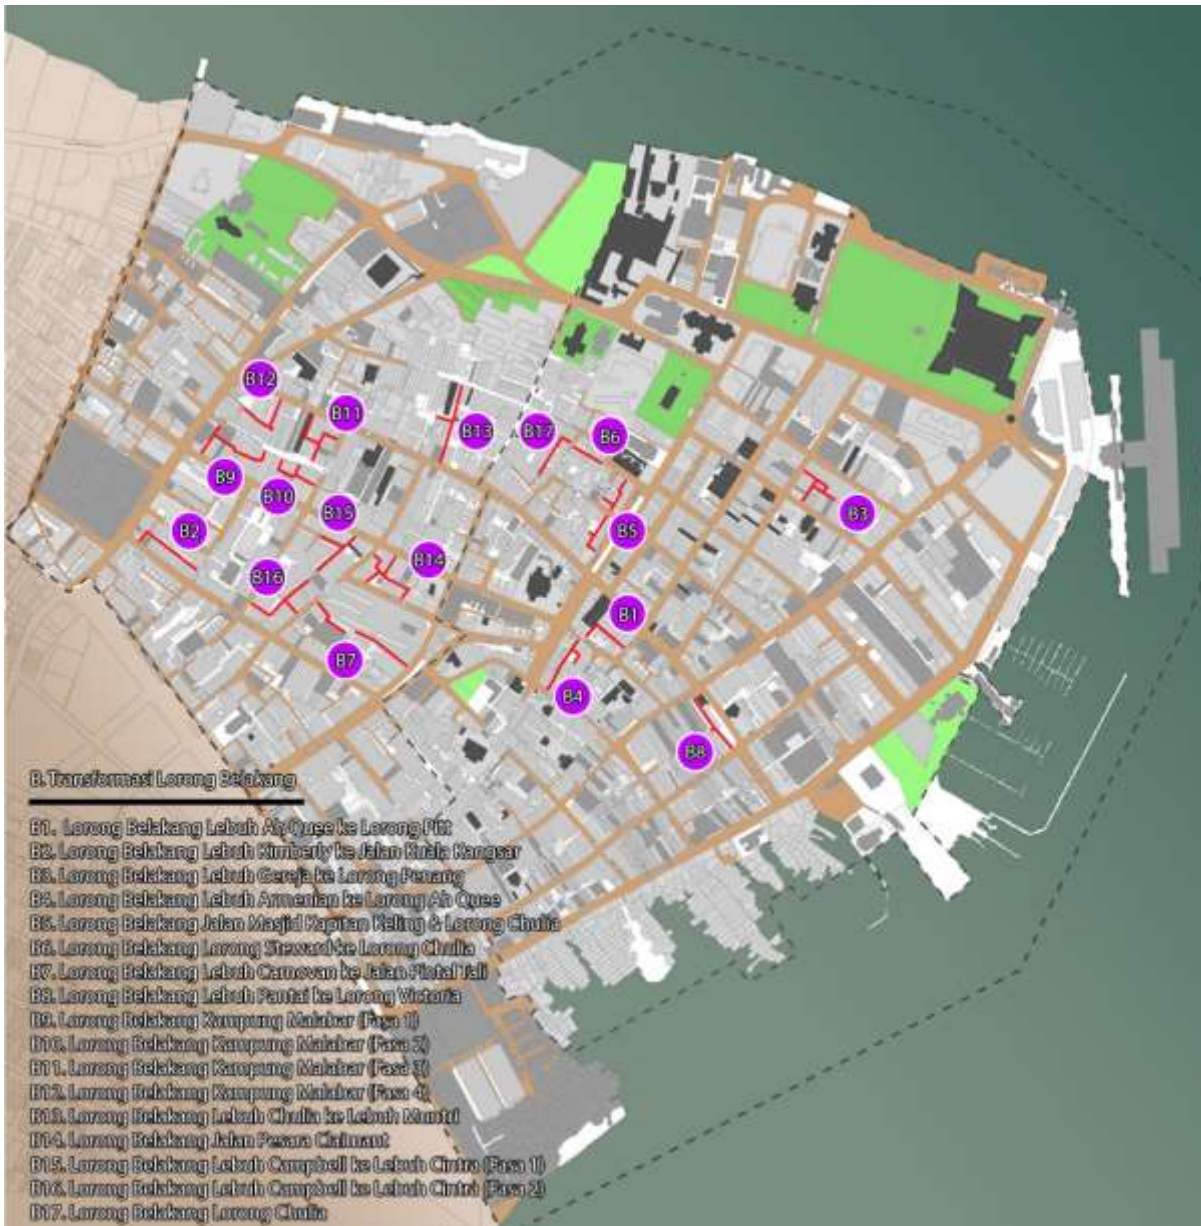 B12
B11
B13
B17
B6
B9
B10
B15
B3
B2
B5
B14
B16
B1
B7
B4
B8
B. Transformasi Lorong Belakang
B1. Lorong Belakang Lebuh Ah Quee ke Lorong Pitt
B2. Lorong Belakang Lebuh Kimberly ke Jalan Kuala Kangsar
B3. Lorong Belakang Lebuh Gereja ke Lorong Penang
B4. Lorong Belakang Lebuh Armenian ke Lorong Ah Quee
B5. Lorong Belakang Jalan Masjid Kapitan Keling & Lorong Chulia
B6. Lorong Belakang Lorong Steward ke Lorong Chulia
B7. Lorong Belakang Lebuh Carnovan ke Jalan Pintal Tali
B8. Lorong Belakang Lebuh Pantai ke Lorong Victoria
B9. Lorong Belakang Kampung Malabar (Fasa 1)
B10. Lorong Belakang Kampung Malabar (Fasa 2)
B11. Lorong Belakang Kampung Malabar (Fasa 3)
B12. Lorong Belakang Kampung Malabar (Fasa 4)
B13. Lorong Belakang Lebuh Chulia ke Lebuh Muntri
B14. Lorong Belakang Jalan Pesara Claimant
B15. Lorong Belakang Lebuh Campbell ke Lebuh Cintra (Fasa 1)
B16. Lorong Belakang Lebuh Campbell ke Lebuh Cintra (Fasa 2)
B17. Lorong Belakang Lorong Chulia